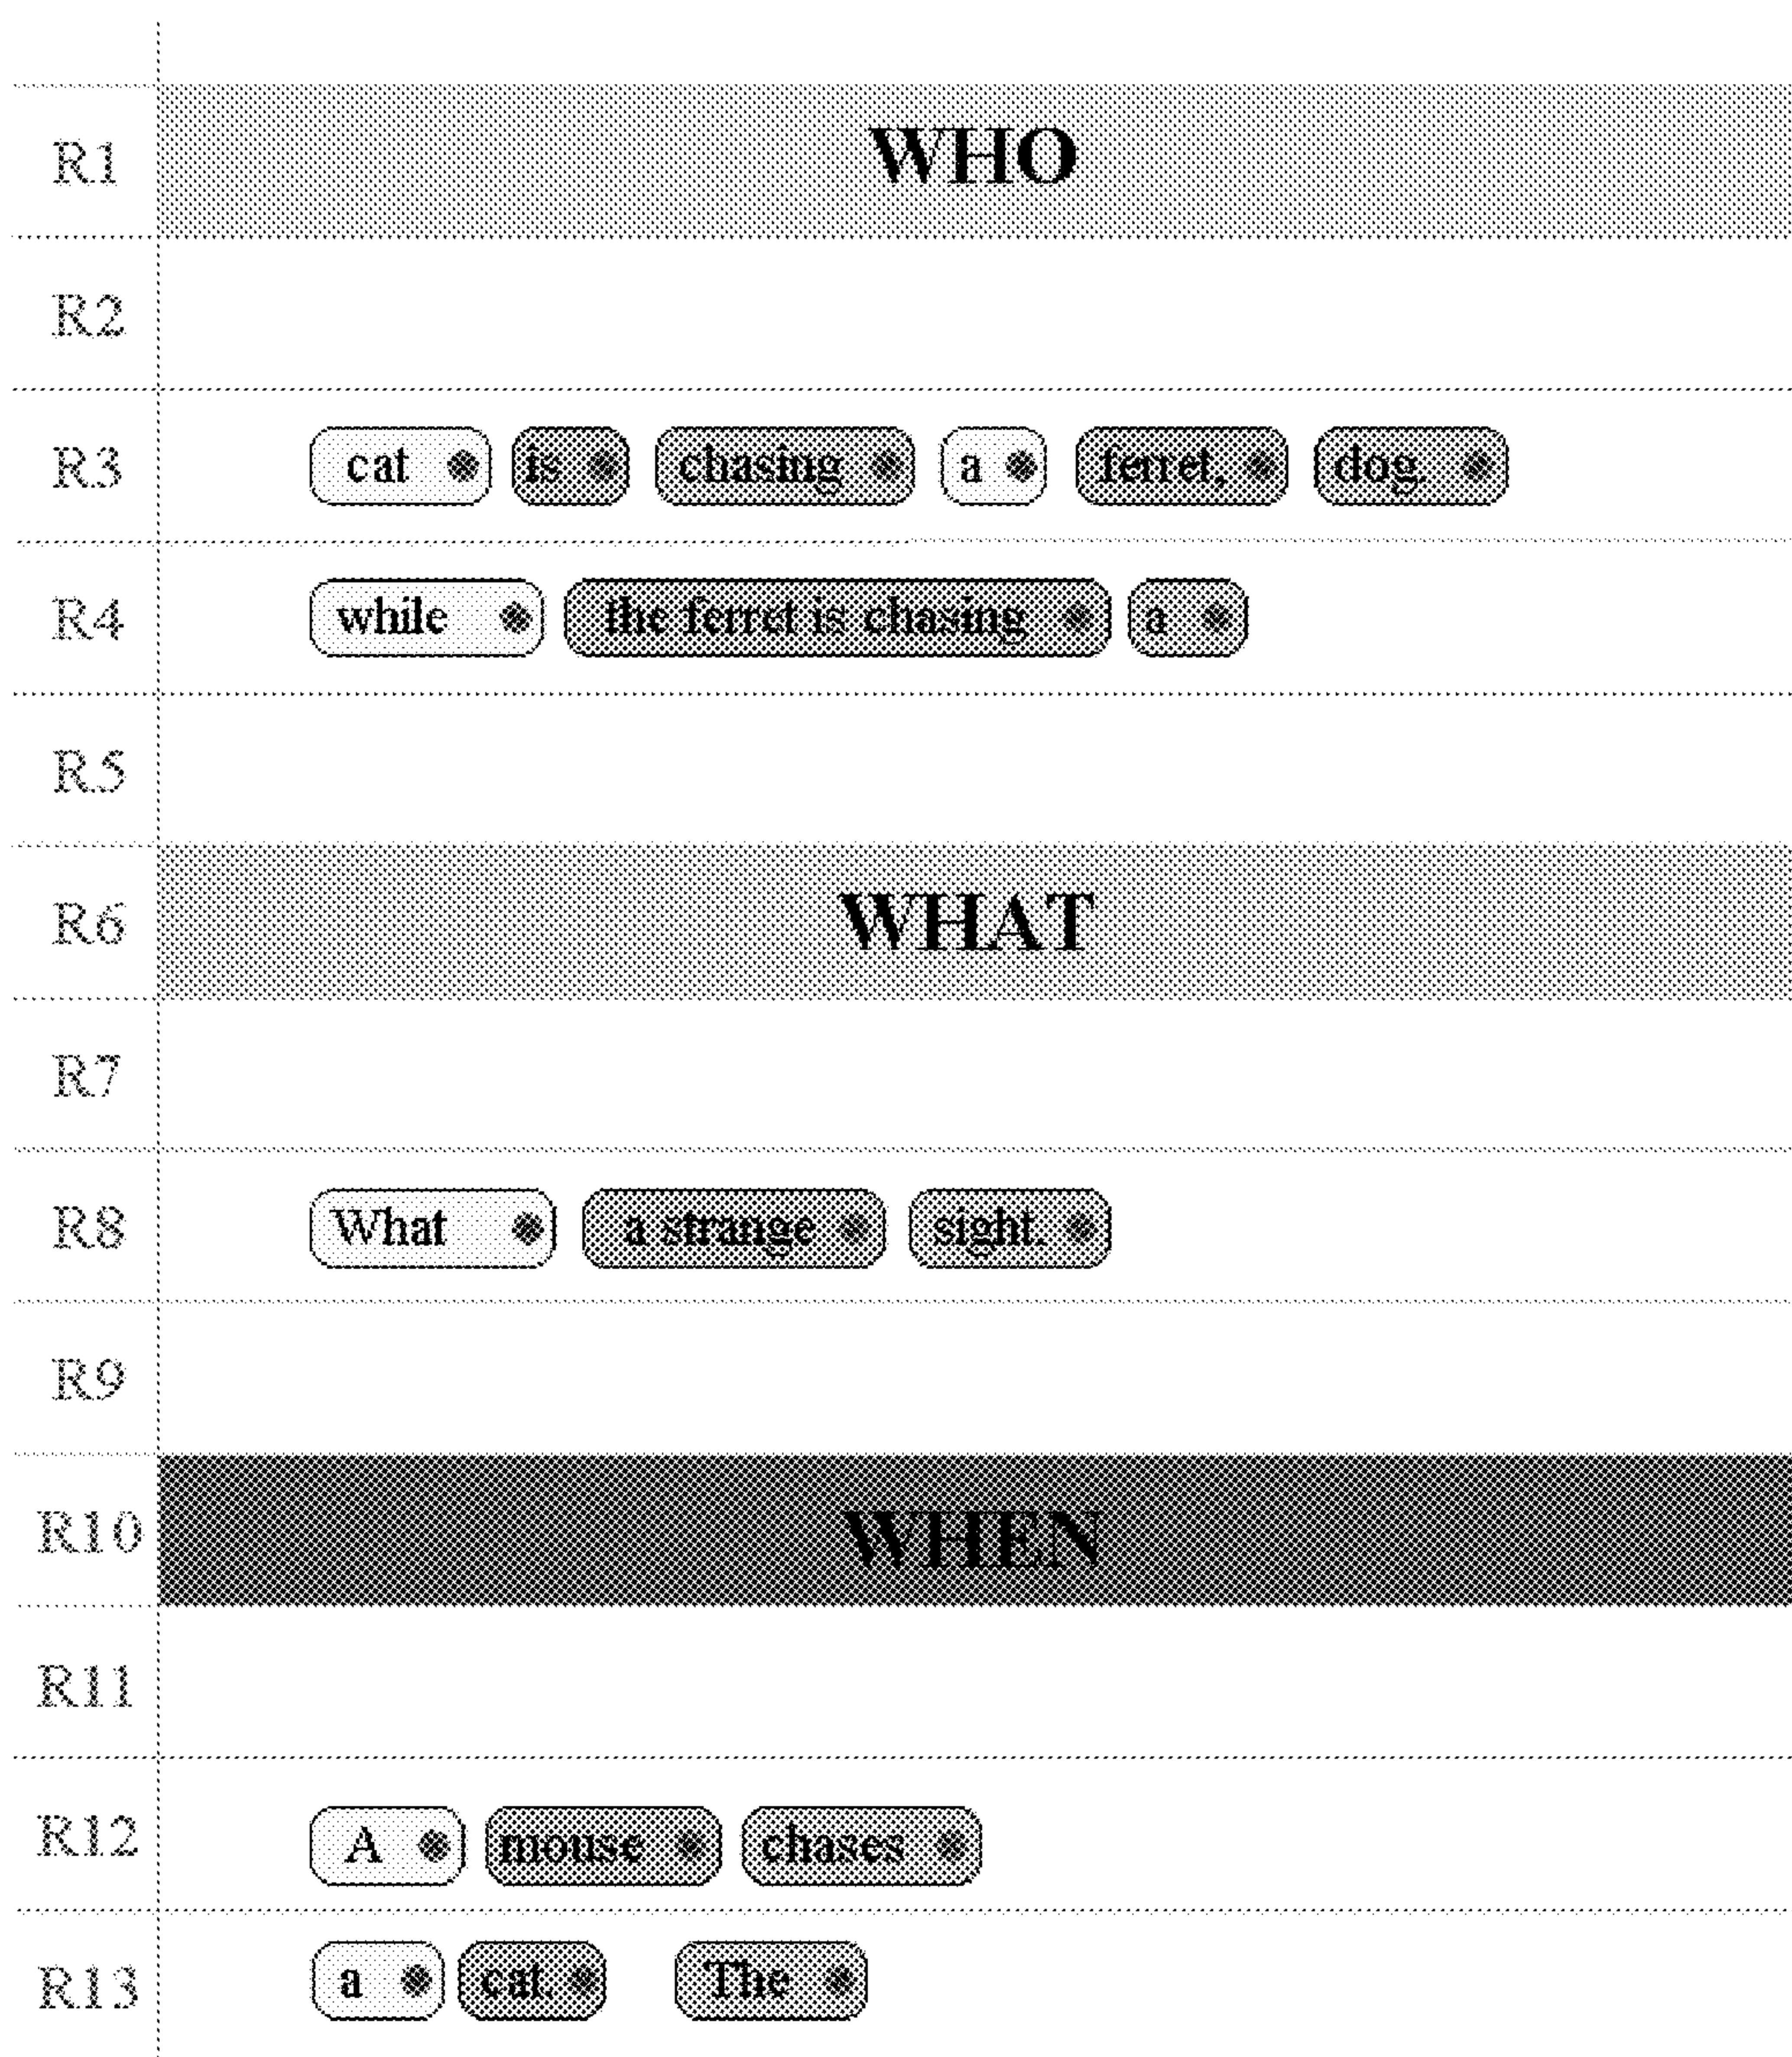 R1 WHO
R2
R3 cat is chasing a ferret, dog.
R4 while the ferret is chasing a
R5
R6 WHAT
R7
R8 What a strange sight.
R9
R10 WHEN
R11
R12 A mouse chases
R13 a cat. The